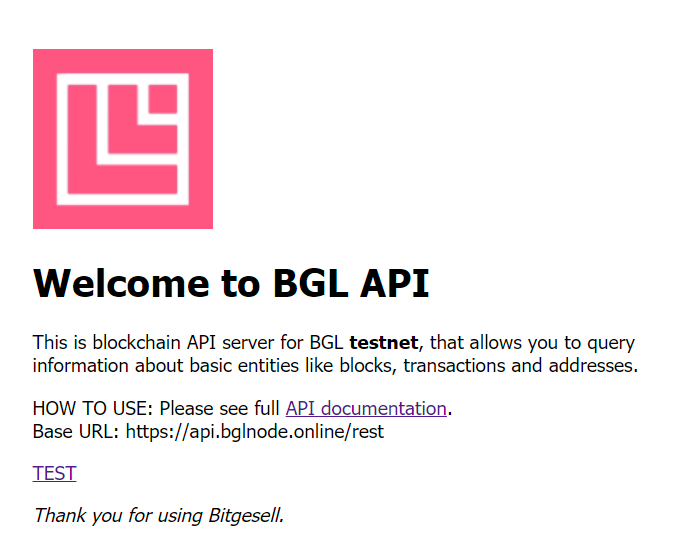 Welcome to BGL API
This is blockchain API server for BGL testnet, that allows you to query
information about basic entities like blocks, transactions and addresses.
HOW TO USE: Please see full API documentation.
Base URL: https://api.bglnode.online/rest
TEST
Thank you for using Bitgesell.